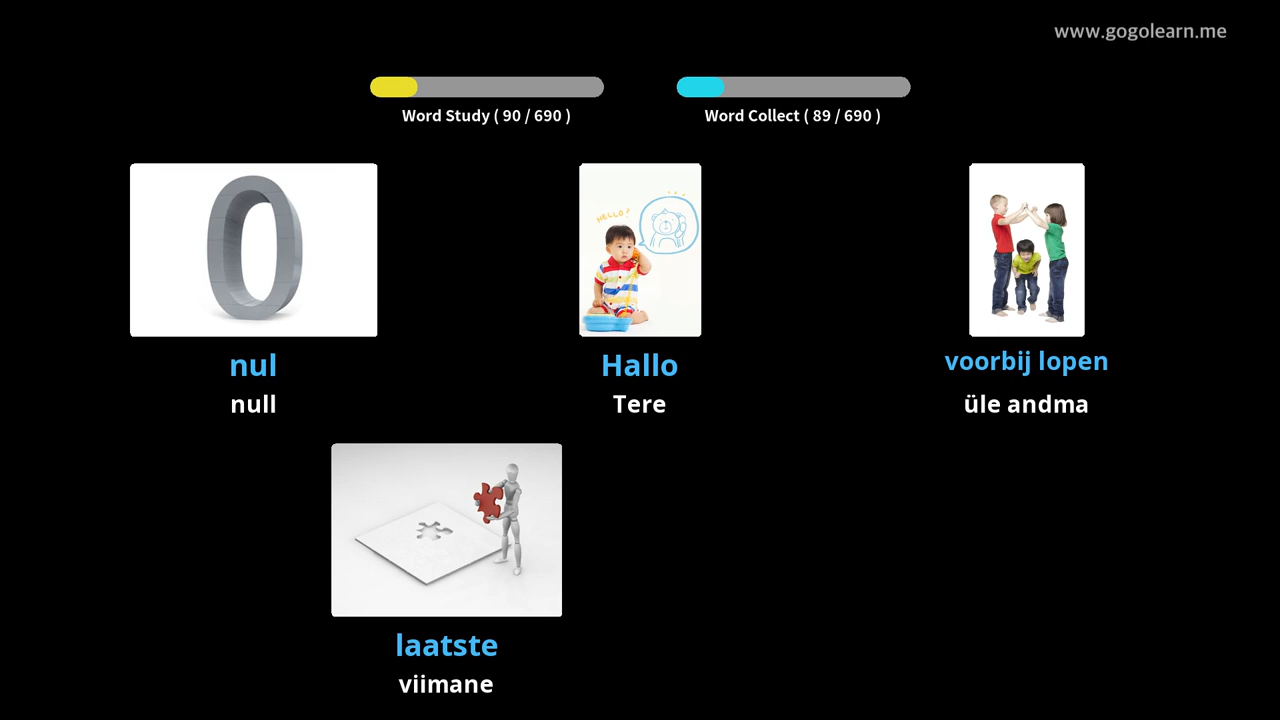 www.gogolearn.me
Word Study ( 90 / 690 )
Word Collect ( 89 / 690 )
HELLO?
nul
null
Hallo
Tere
voorbij lopen
üle andma
laatste
viimane